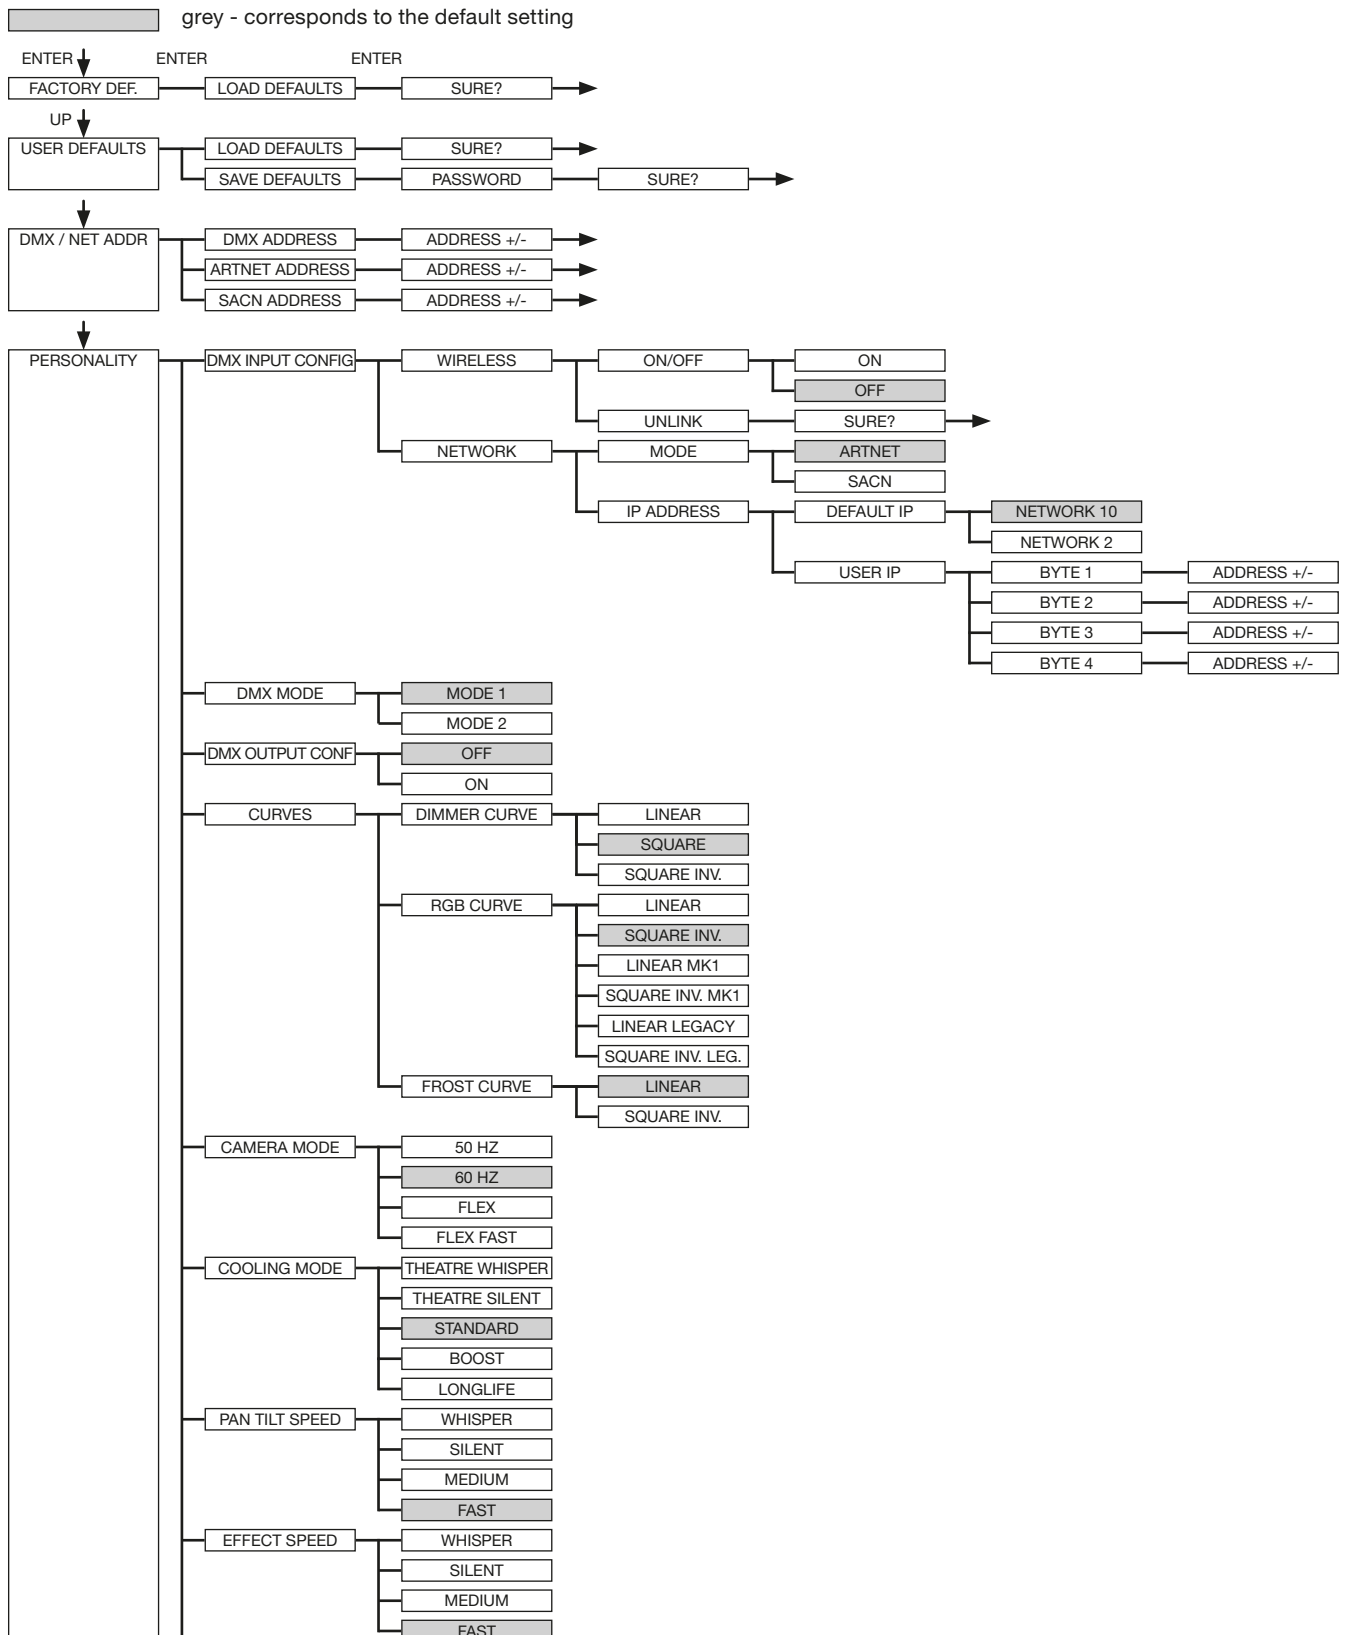 grey - corresponds to the default setting
ENTER ENTER ENTER
FACTORY DEF. LOAD DEFAULTS SURE?
UP
USER DEFAULTS LOAD DEFAULTS SURE?
SAVE DEFAULTS PASSWORD SURE?
DMX / NET ADDR DMX ADDRESS ADDRESS +/-
ARTNET ADDRESS ADDRESS +/-
SACN ADDRESS ADDRESS +/-
PERSONALITY DMX INPUT CONFIG WIRELESS ON/OFF ON
OFF
UNLINK SURE?
NETWORK MODE ARTNET
SACN
IP ADDRESS DEFAULT IP NETWORK 10
NETWORK 2
USER IP BYTE 1 ADDRESS +/-
BYTE 2 ADDRESS +/-
BYTE 3 ADDRESS +/-
BYTE 4 ADDRESS +/-
DMX MODE MODE 1
MODE 2
DMX OUTPUT CONF OFF
ON
CURVES DIMMER CURVE LINEAR
SQUARE
SQUARE INV.
RGB CURVE LINEAR
SQUARE INV.
LINEAR MK1
SQUARE INV. MK1
LINEAR LEGACY
SQUARE INV. LEG.
FROST CURVE LINEAR
SQUARE INV.
CAMERA MODE 50 HZ
60 HZ
FLEX
FLEX FAST
COOLING MODE THEATRE WHISPER
THEATRE SILENT
STANDARD
BOOST
LONGLIFE
PAN TILT SPEED WHISPER
SILENT
MEDIUM
FAST
EFFECT SPEED WHISPER
SILENT
MEDIUM
FAST